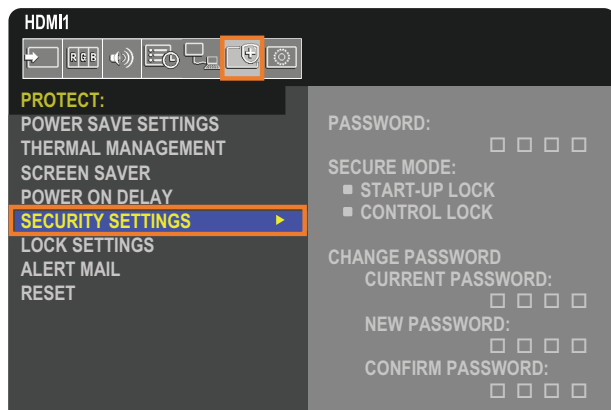 HDMI1
R G B
PROTECT:
POWER SAVE SETTINGS
THERMAL MANAGEMENT
SCREEN SAVER
POWER ON DELAY
SECURITY SETTINGS
LOCK SETTINGS
ALERT MAIL
RESET
PASSWORD:
SECURE MODE:
START-UP LOCK
CONTROL LOCK
CHANGE PASSWORD
CURRENT PASSWORD:
NEW PASSWORD:
CONFIRM PASSWORD: